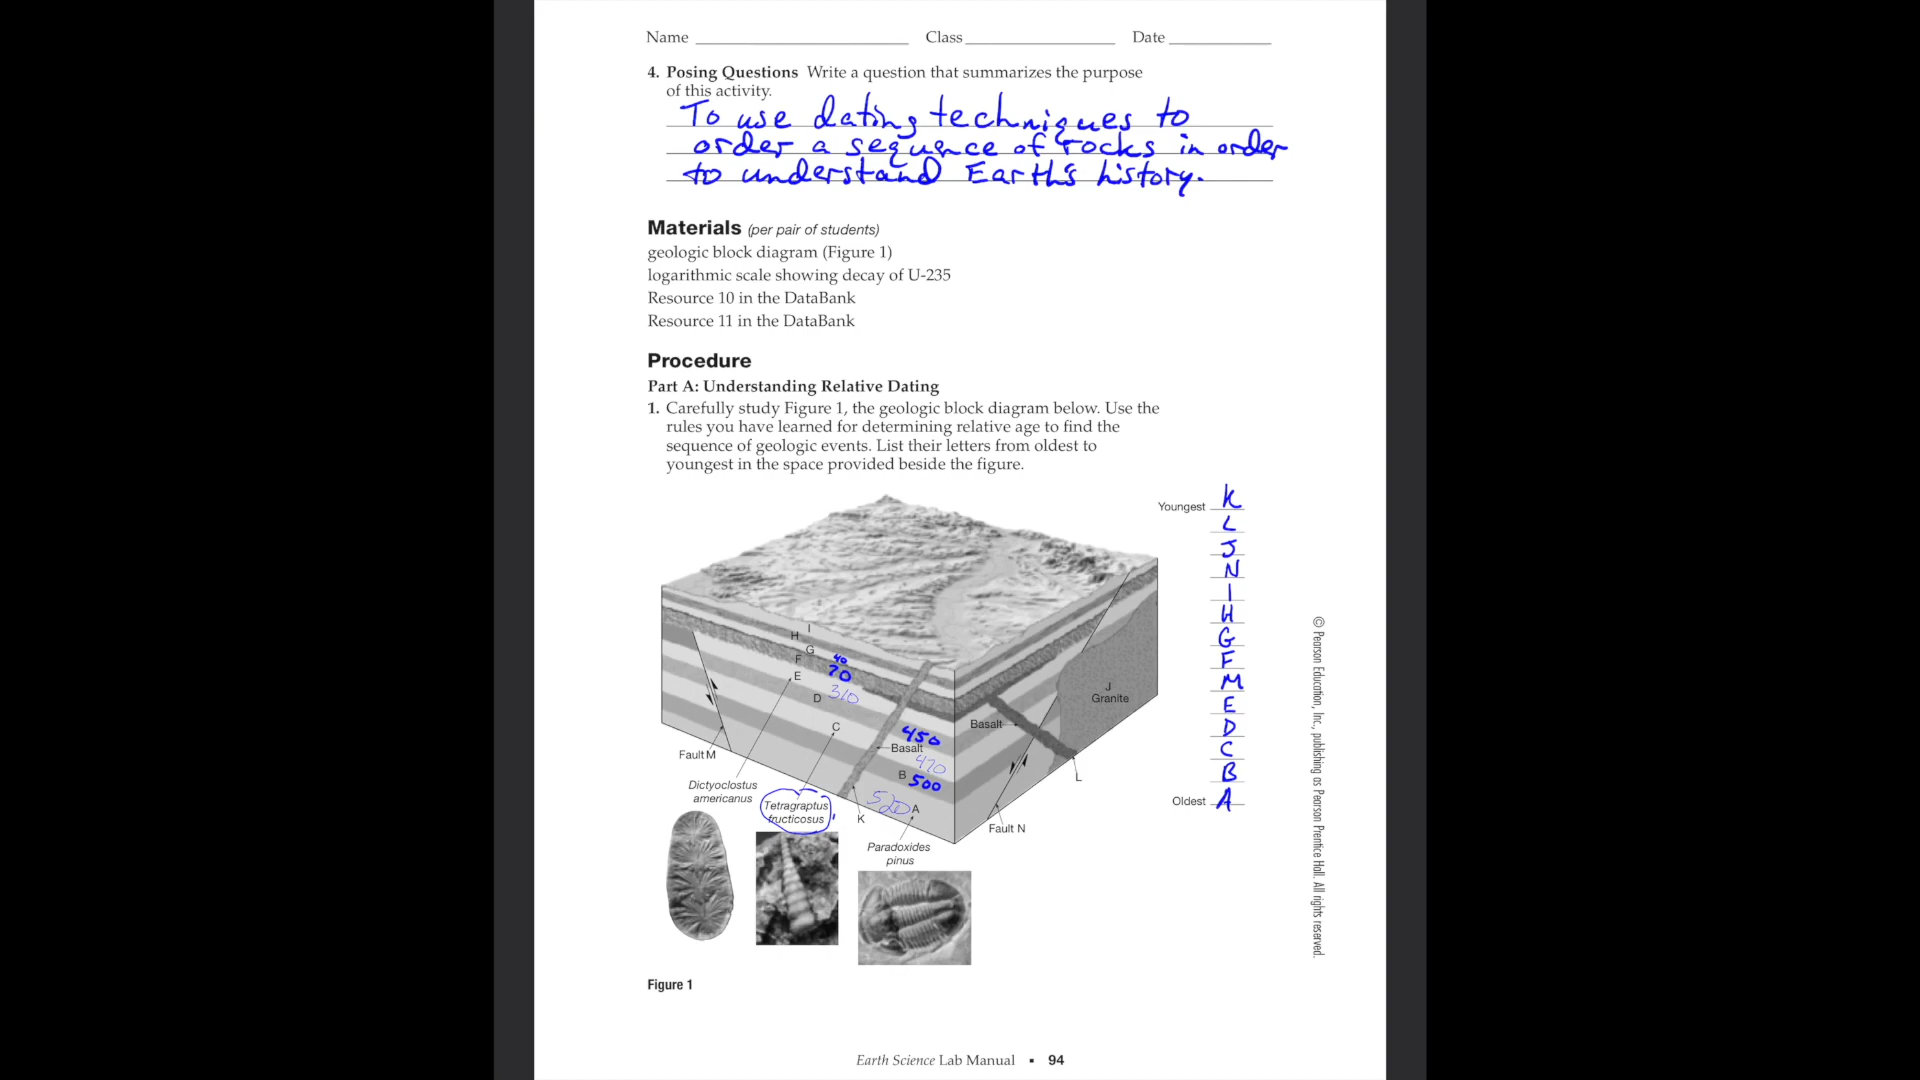 Name Class Date
4. Posing Questions Write a question that summarizes the purpose
of this activity.
To use dating techniques to
order a sequence of rocks in order
to understand Earth's history.
Materials (per pair of students)
geologic block diagram (Figure 1)
logarithmic scale showing decay of U-235
Resource 10 in the DataBank
Resource 11 in the DataBank
Procedure
Part A: Understanding Relative Dating
1. Carefully study Figure 1, the geologic block diagram below. Use the
rules you have learned for determining relative age to find the
sequence of geologic events. List their letters from oldest to
youngest in the space provided beside the figure.
Youngest K
L
J
N
I
H
G
F
M
E
D
C
B
Oldest A
I
H
G
40
F
70
E
D 310
C
450
Basalt
470
B 500
520 A
Basalt
J
Granite
L
K
Fault M
Fault N
Dictyoclostus
americanus
Tetragraptus
fructicosus
Paradoxides
pinus
Figure 1
© Pearson Education, Inc., publishing as Pearson Prentice Hall. All rights reserved.
Earth Science Lab Manual ▪ 94